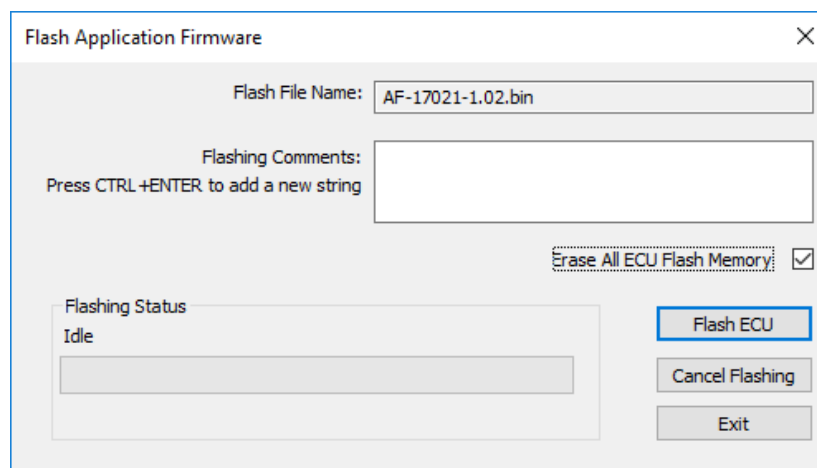 Flash Application Firmware
Flash File Name: AF-17021-1.02.bin
Flashing Comments:
Press CTRL+ENTER to add a new string
Erase All ECU Flash Memory
Flashing Status
Idle
Flash ECU
Cancel Flashing
Exit